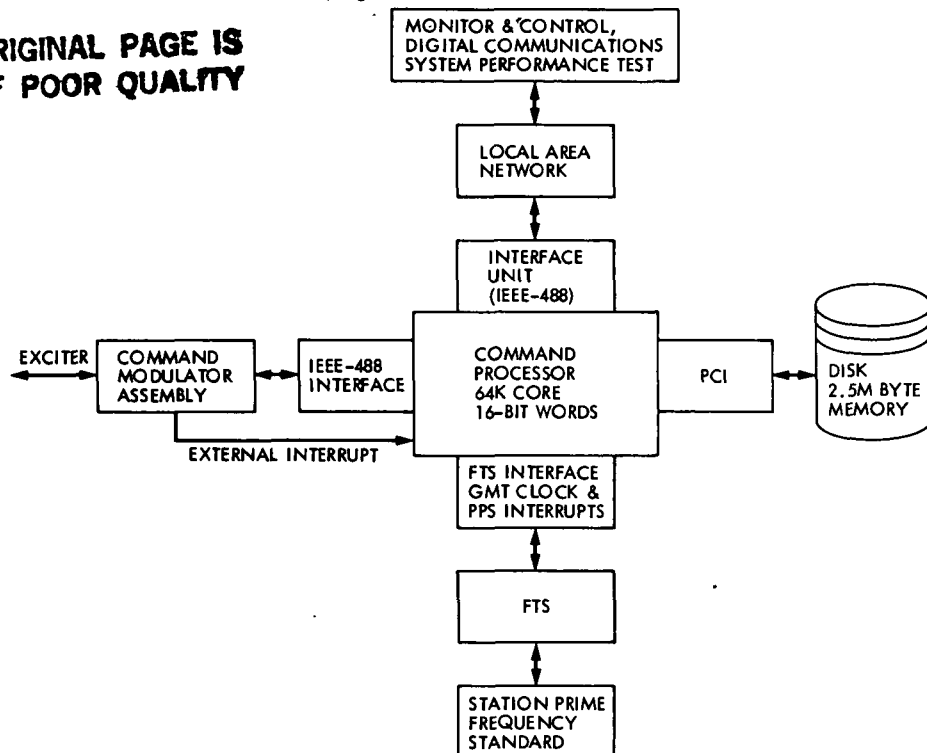 RIGINAL PAGE IS
F POOR QUALITY
MONITOR & CONTROL,
DIGITAL COMMUNICATIONS
SYSTEM PERFORMANCE TEST
LOCAL AREA
NETWORK
INTERFACE
UNIT
(IEEE-488)
EXCITER
COMMAND
MODULATOR
ASSEMBLY
IEEE-488
INTERFACE
COMMAND
PROCESSOR
64K CORE
16-BIT WORDS
PCI
DISK
2.5M BYTE
MEMORY
EXTERNAL INTERRUPT
FTS INTERFACE
GMT CLOCK &
PPS INTERRUPTS
FTS
STATION PRIME
FREQUENCY
STANDARD